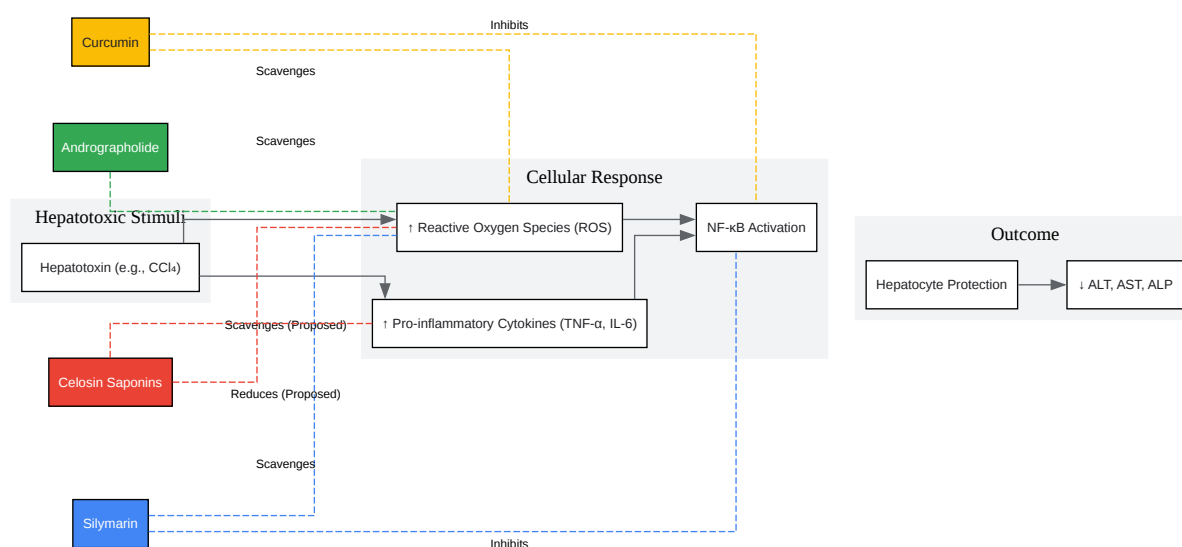 Inhibits
Curcumin
Scavenges
Scavenges
Andrographolide
Cellular Response
Hepatotoxic Stimuli
↑ Reactive Oxygen Species (ROS)
NF-κB Activation
Outcome
Hepatotoxin (e.g., CCl₄)
Hepatocyte Protection
↓ ALT, AST, ALP
Scavenges (Proposed)
↑ Pro-inflammatory Cytokines (TNF-α, IL-6)
Celosin Saponins
Reduces (Proposed)
Scavenges
Silymarin
Inhibits